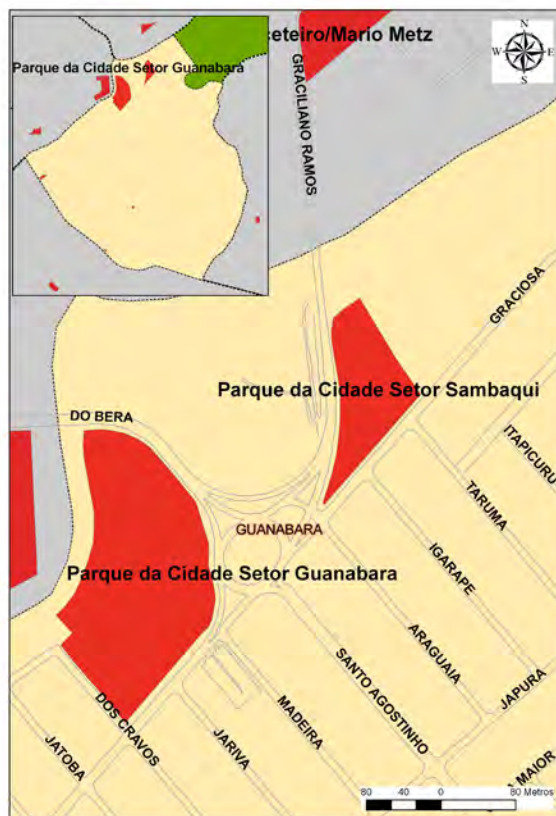 ceteiro/Mario Metz
Parque da Cidade Setor Guanabara
GRACILIANO RAMOS
N
W E
S
GRACIOSA
Parque da Cidade Setor Sambaqui
DO BERA
ITAPICURU
TARUMA
GUANABARA
IGARAPE
Parque da Cidade Setor Guanabara
ARAGUAIA
SANTO AGOSTINHO
JAPURA
DOS CRAVOS
MADEIRA
JARIVA
JATOBA
MAIOR
80 40 0 80 Metros